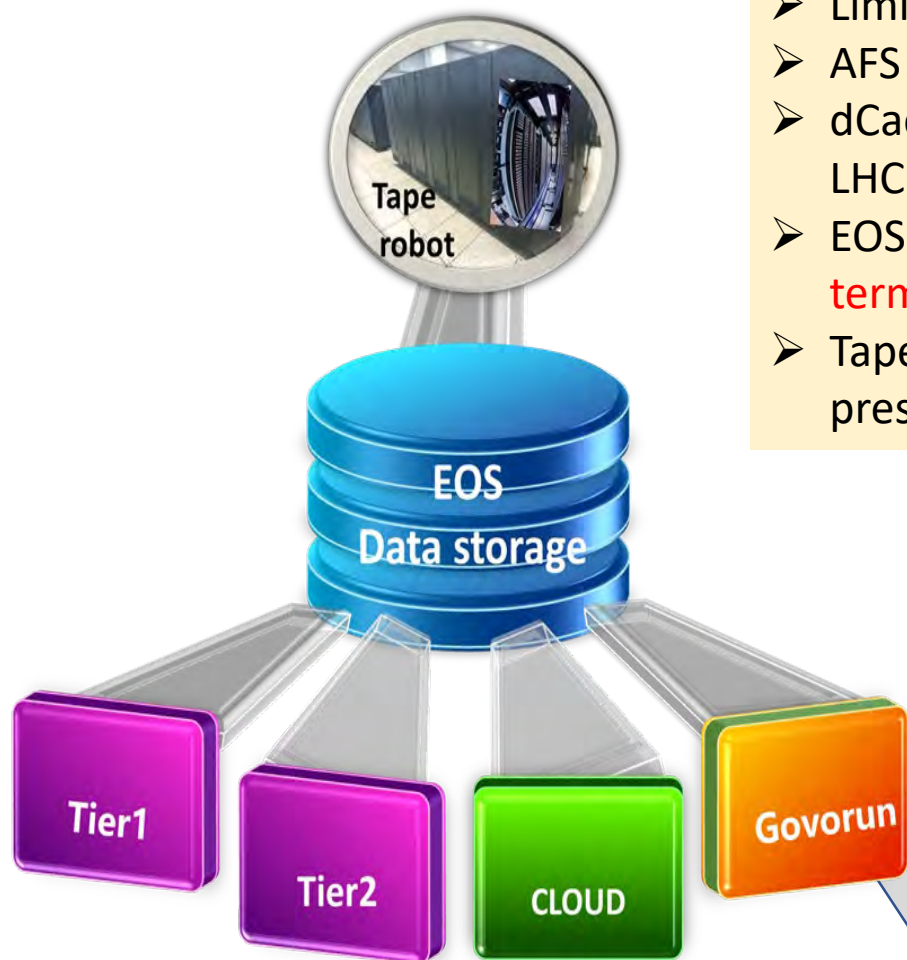 AFS
LHC
EOS
Tape
Tape
robot
EOS
Data storage
Tier1
Tier2
CLOUD
Govorun